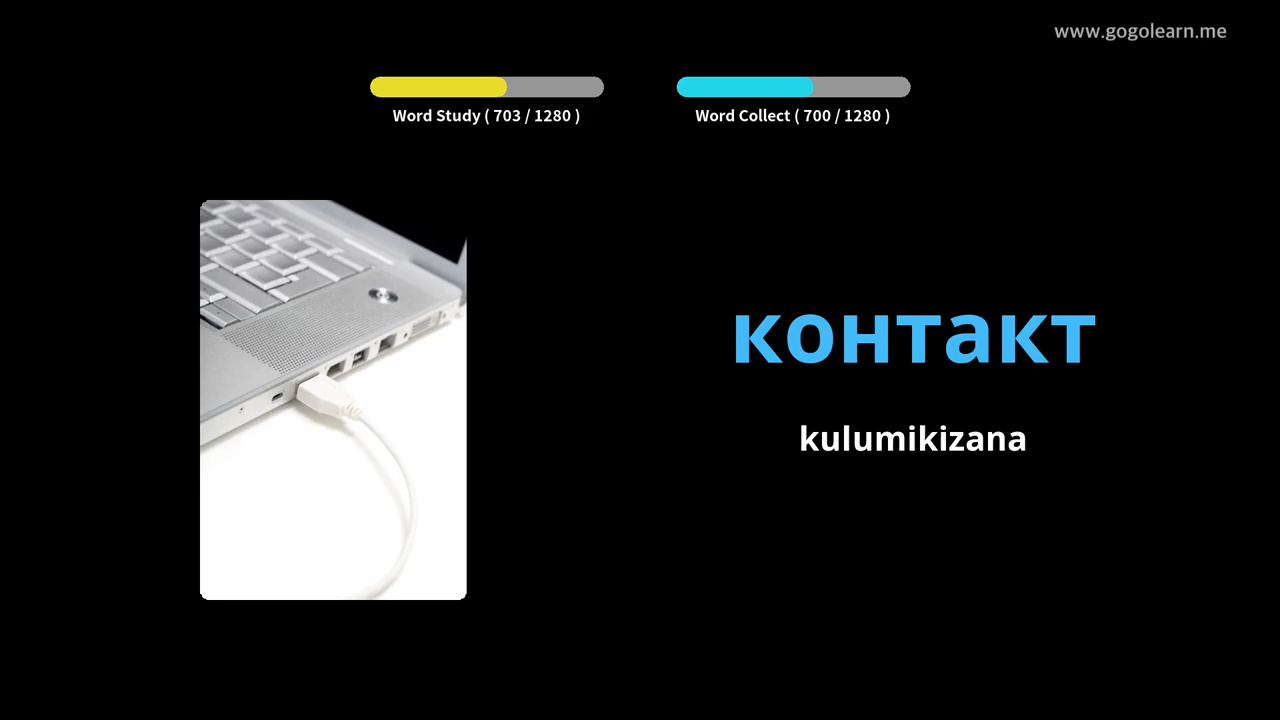 www.gogolearn.me
Word Study ( 703 / 1280 )
Word Collect ( 700 / 1280 )
контакт
kulumikizana